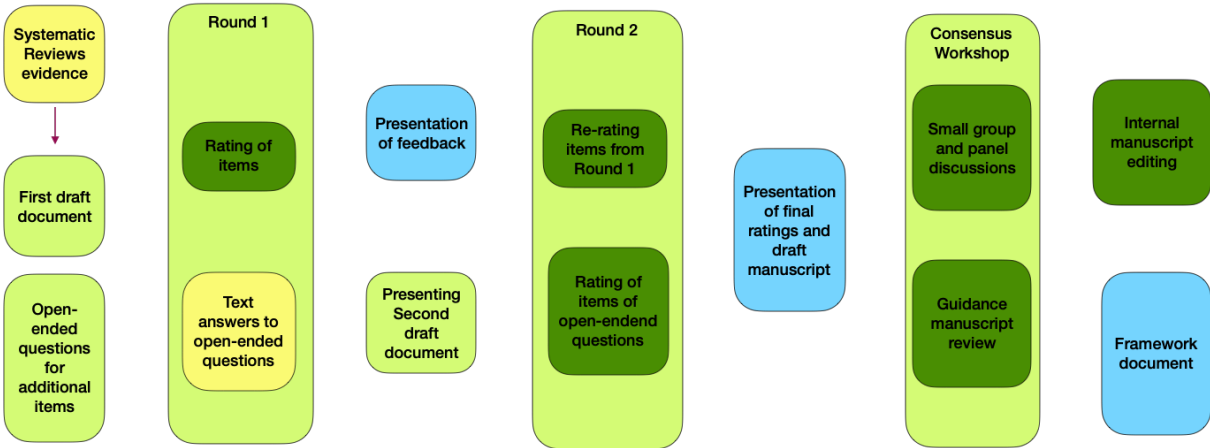 Systematic
Reviews
evidence
First draft
document
Open-
ended
questions
for
additional
items
Round 1
Rating of
items
Text
answers to
open-ended
questions
Presentation
of feedback
Presenting
Second
draft
document
Round 2
Re-rating
items from
Round 1
Rating of
items of
open-endend
questions
Presentation
of final
ratings and
draft
manuscript
Consensus
Workshop
Small group
and panel
discussions
Guidance
manuscript
review
Internal
manuscript
editing
Framework
document